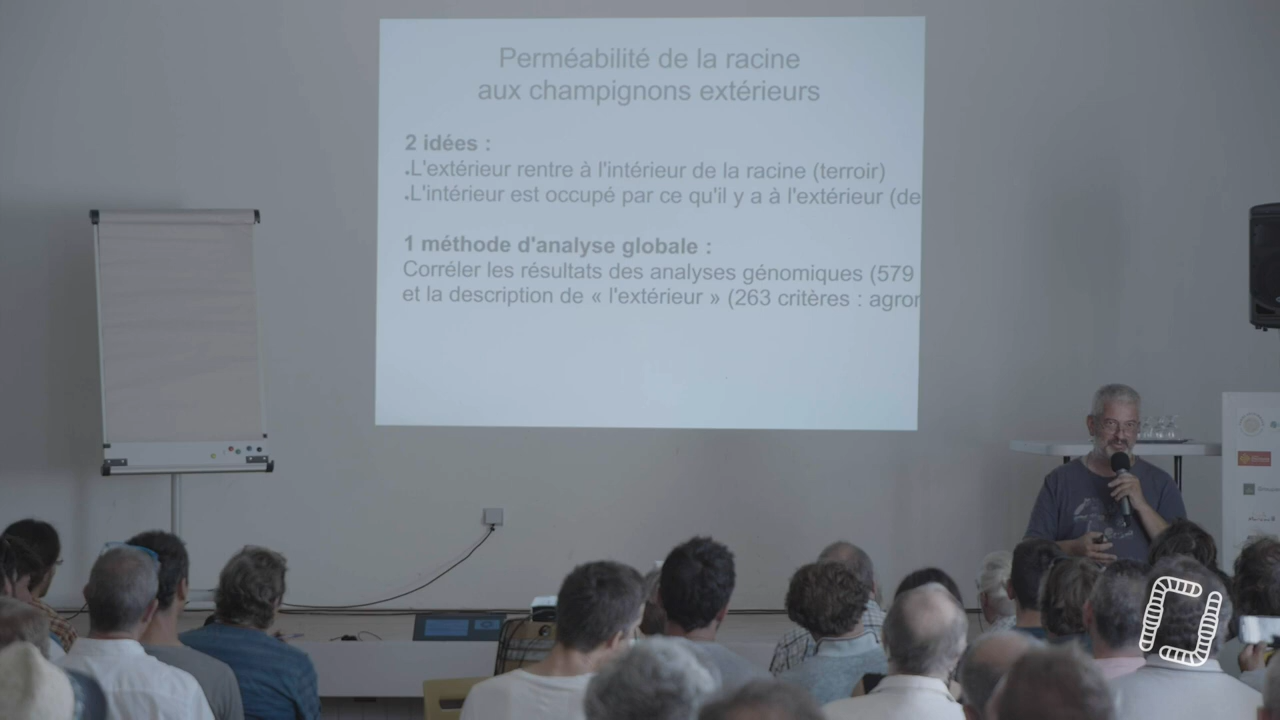 Perméabilité de la racine
aux champignons extérieurs
2 idées :
.L'extérieur rentre à l'intérieur de la racine (terroir)
.L'intérieur est occupé par ce qu'il y a à l'extérieur (de
1 méthode d'analyse globale :
Corréler les résultats des analyses génomiques (579
et la description de « l'extérieur » (263 critères : agror